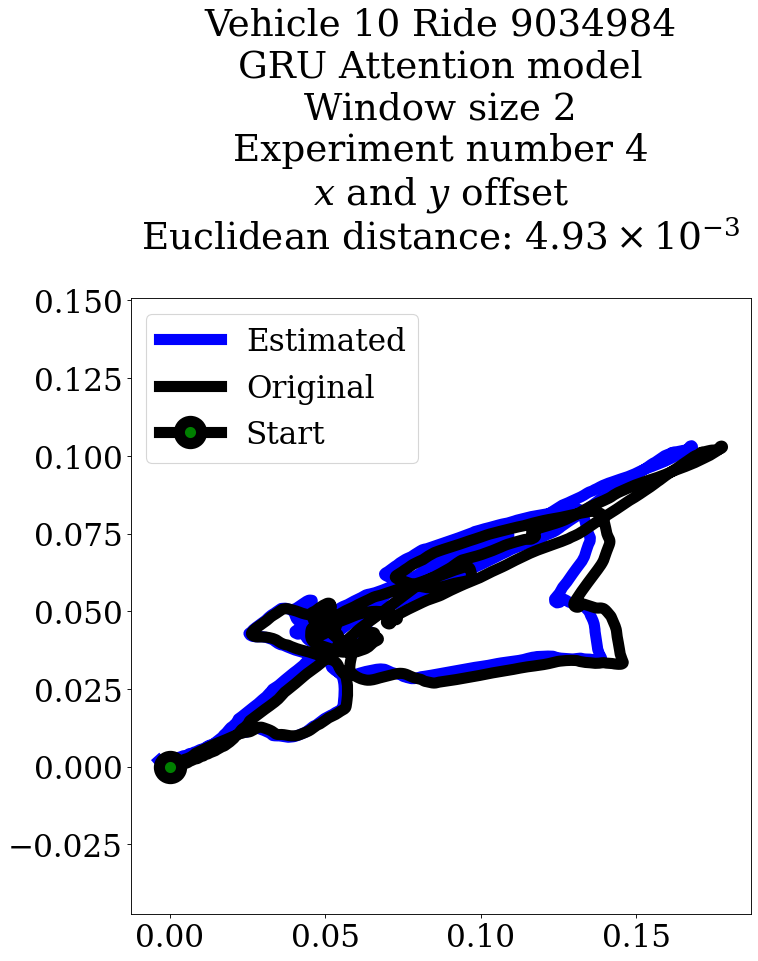 Vehicle 10 Ride 9034984
GRU Attention model
Window size 2
Experiment number 4
x and y offset
Euclidean distance: 4.93 × 10⁻³
0.150
0.125
0.100
0.075
0.050
0.025
0.000
−0.025
Estimated
Original
Start
0.00 0.05 0.10 0.15